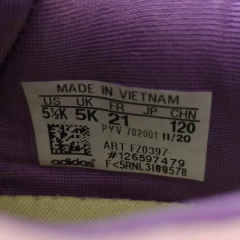 MADE IN VIETNAM
US UK FR JP CHN
5½K 5K 21 120
PYV 702001 11/20
ART FZ0397
#126597479
adidas F<5RNL3I00578